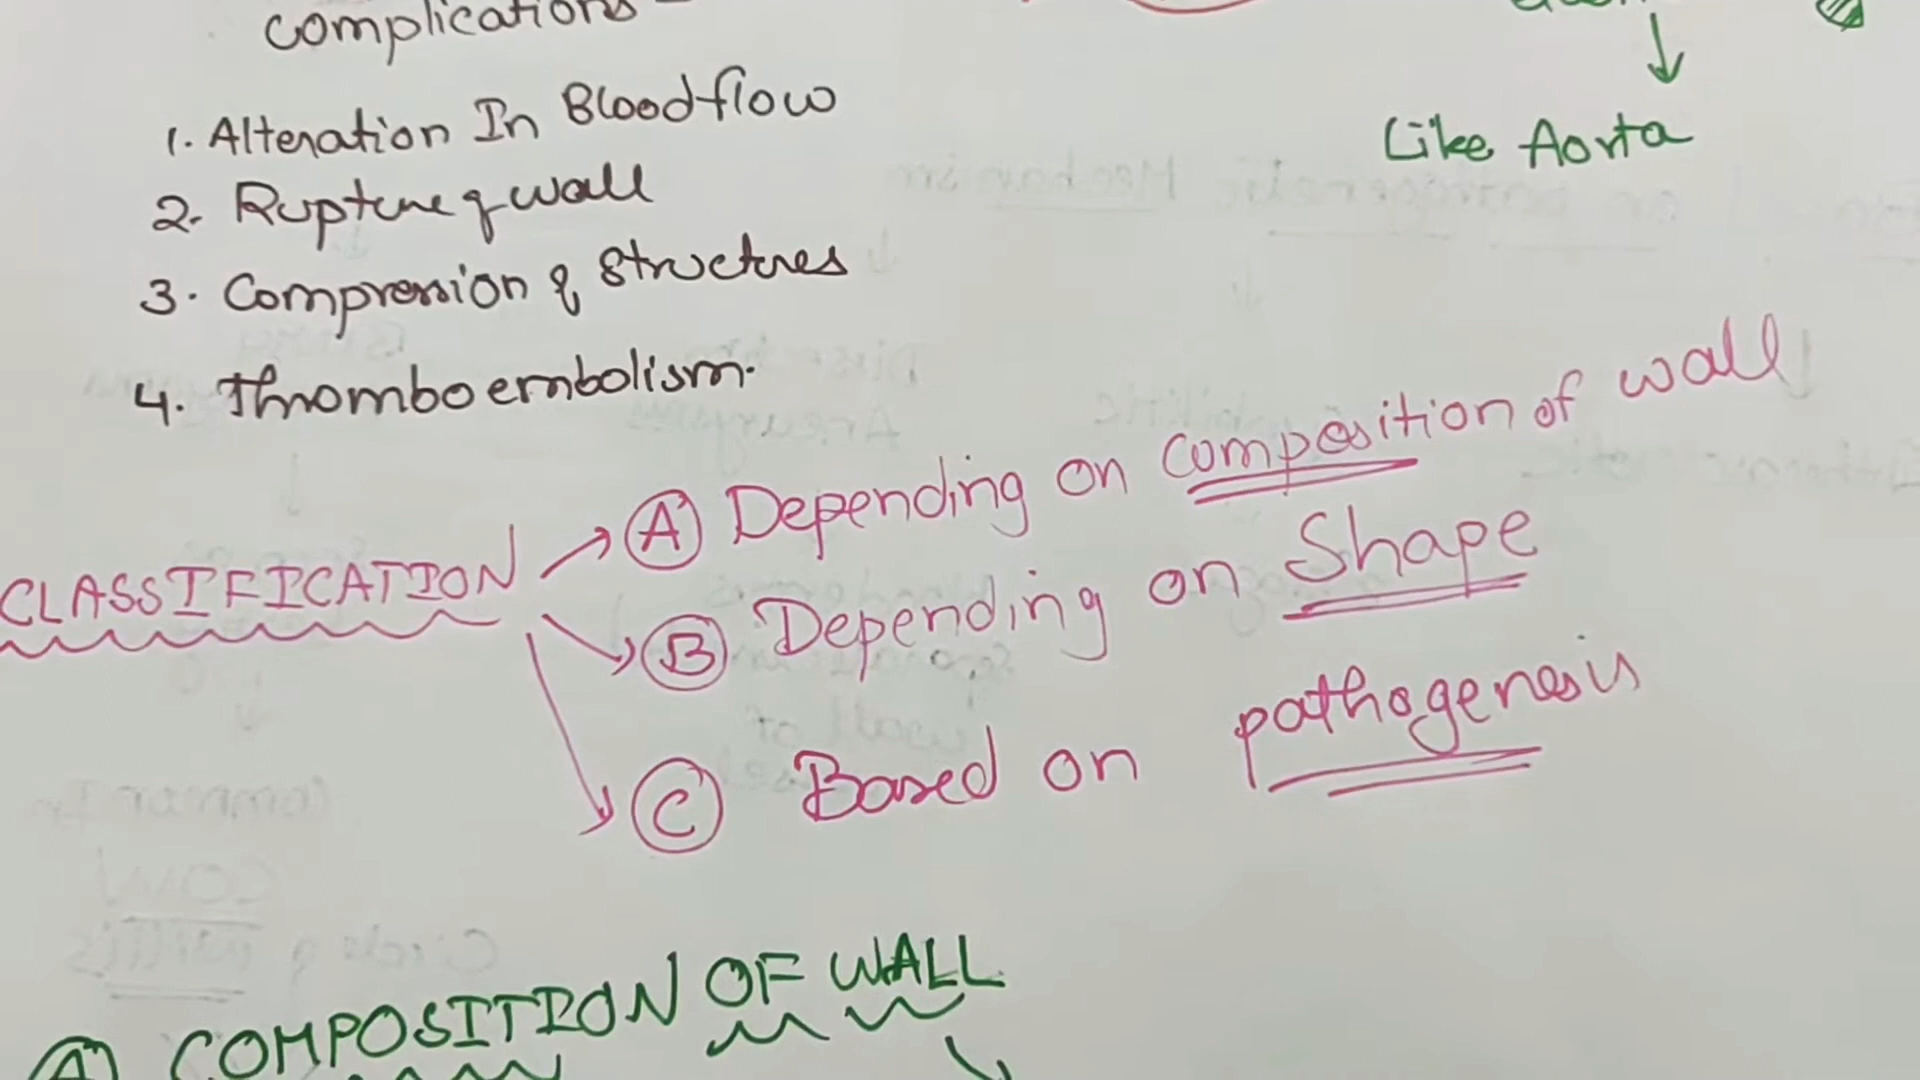 complications
1. Alteration In Bloodflow
2. Rupture of wall
3. Compression of structures
4. Thromboembolism.
Like Aorta
CLASSIFICATION
A Depending on composition of wall
B Depending on Shape
C Based on pathogenesis
A COMPOSITION OF WALL